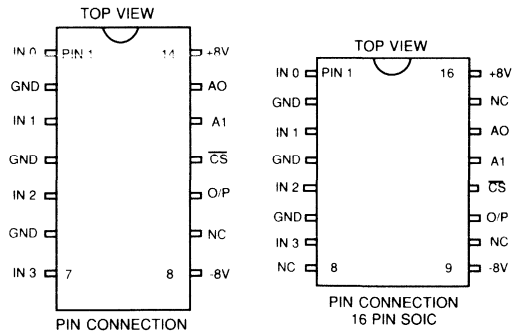 TOP VIEW
IN 0 PIN 1 14 +8V
GND AO
IN 1 A1
GND CS
IN 2 O/P
GND NC
IN 3 7 8 -8V
PIN CONNECTION
TOP VIEW
IN 0 PIN 1 16 +8V
GND NC
IN 1 AO
GND A1
IN 2 CS
GND O/P
IN 3 NC
NC 8 9 -8V
PIN CONNECTION
16 PIN SOIC